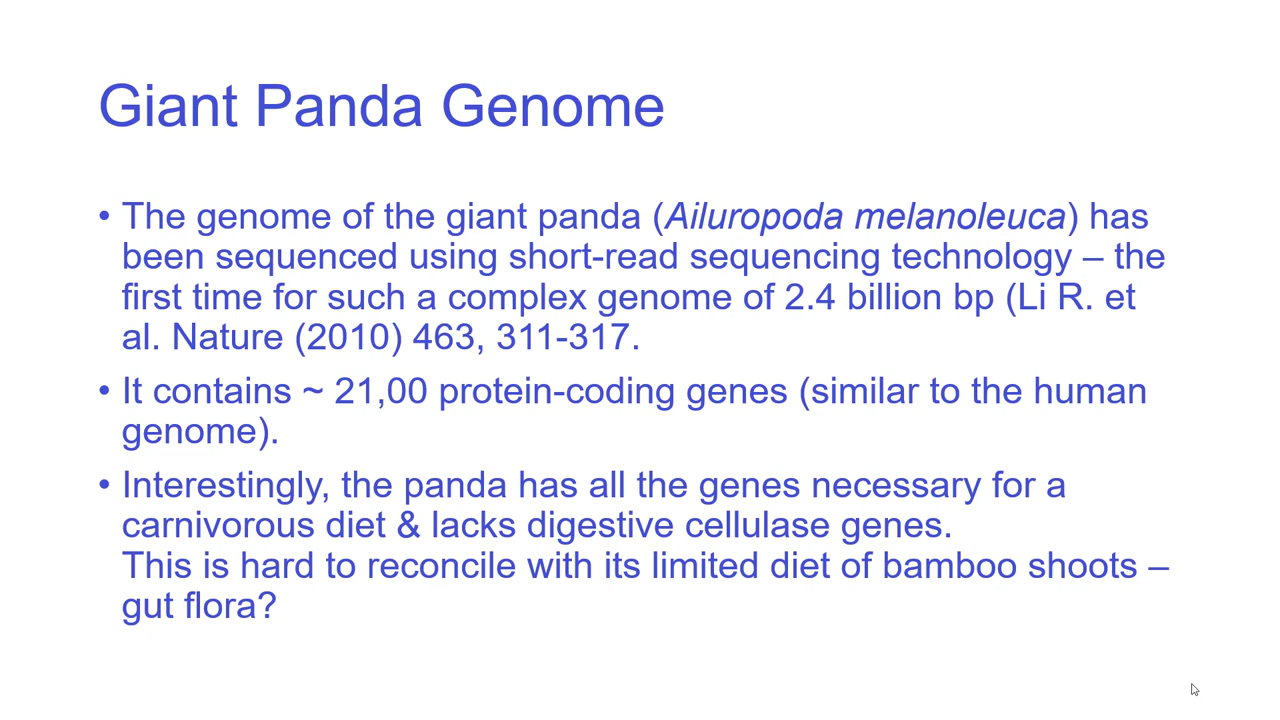 Giant Panda Genome
• The genome of the giant panda (Ailuropoda melanoleuca) has
been sequenced using short-read sequencing technology – the
first time for such a complex genome of 2.4 billion bp (Li R. et
al. Nature (2010) 463, 311-317.
• It contains ~ 21,00 protein-coding genes (similar to the human
genome).
• Interestingly, the panda has all the genes necessary for a
carnivorous diet & lacks digestive cellulase genes.
This is hard to reconcile with its limited diet of bamboo shoots –
gut flora?